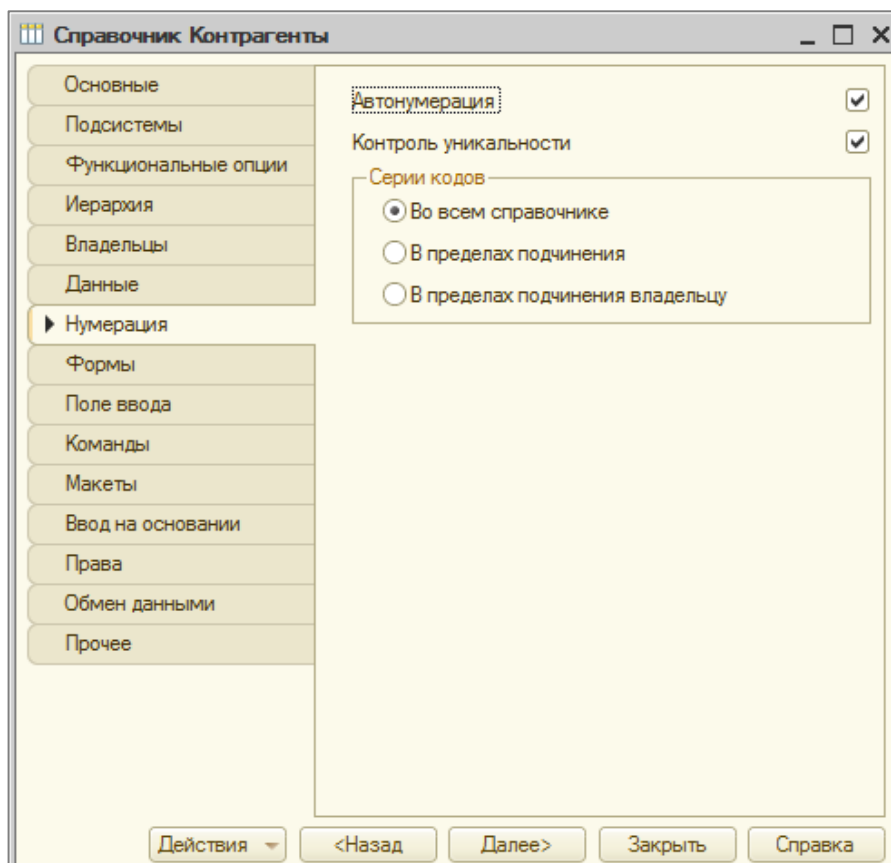 Справочник Контрагенты
Основные
Подсистемы
Функциональные опции
Иерархия
Владельцы
Данные
Нумерация
Формы
Поле ввода
Команды
Макеты
Ввод на основании
Права
Обмен данными
Прочее
Автонумерация
Контроль уникальности
Серии кодов
Во всем справочнике
В пределах подчинения
В пределах подчинения владельцу
Действия <Назад Далее> Закрыть Справка